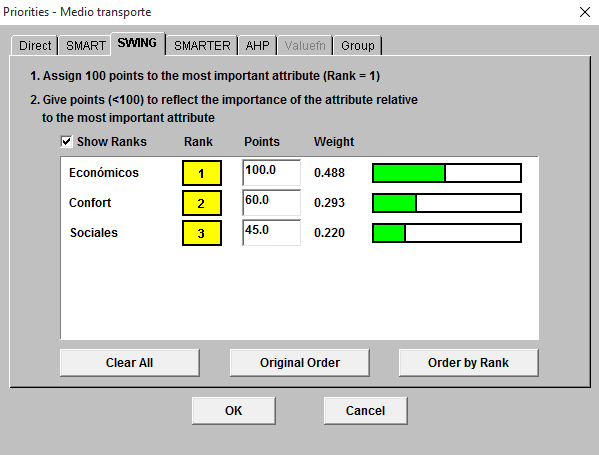 Priorities - Medio transporte
Direct SMART SWING SMARTER AHP Valuefn Group
1. Assign 100 points to the most important attribute (Rank = 1)
2. Give points (<100) to reflect the importance of the attribute relative
to the most important attribute
Show Ranks Rank Points Weight
Económicos 1 100.0 0.488
Confort 2 60.0 0.293
Sociales 3 45.0 0.220
Clear All Original Order Order by Rank
OK Cancel